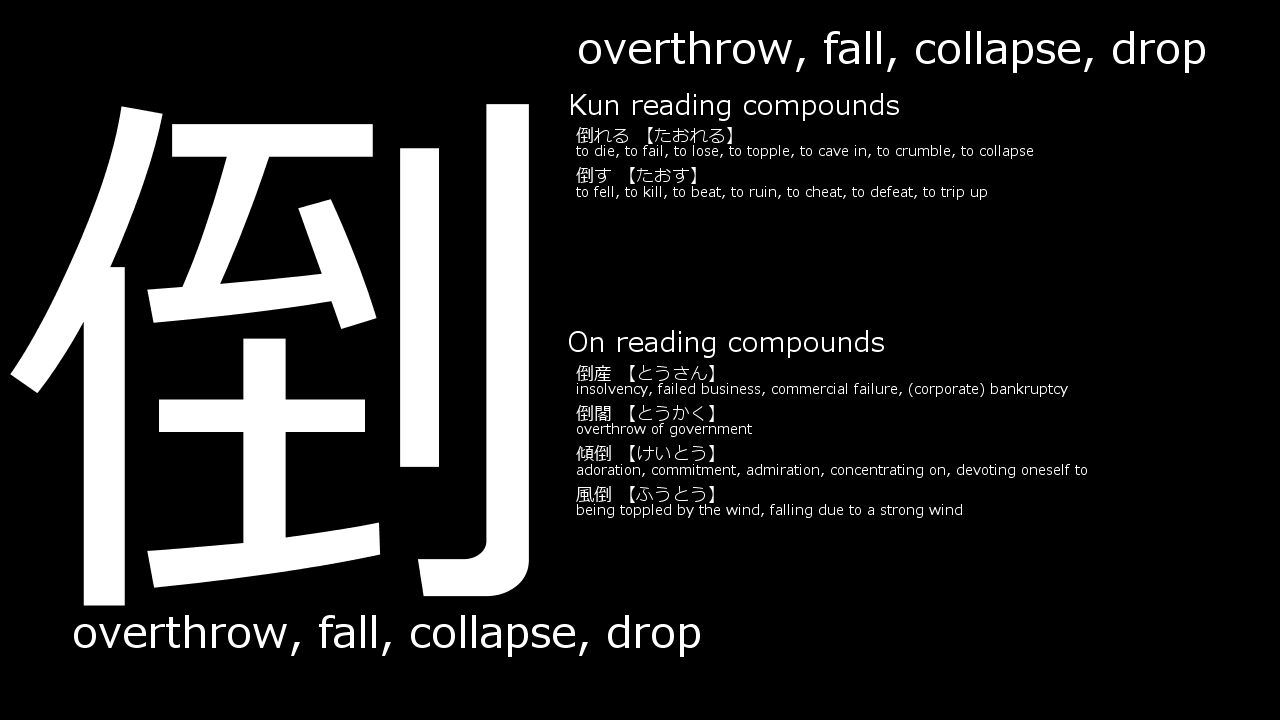 overthrow, fall, collapse, drop
倒
Kun reading compounds
倒れる 【たおれる】
to die, to fail, to lose, to topple, to cave in, to crumble, to collapse
倒す 【たおす】
to fell, to kill, to beat, to ruin, to cheat, to defeat, to trip up
On reading compounds
倒産 【とうさん】
insolvency, failed business, commercial failure, (corporate) bankruptcy
倒閣 【とうかく】
overthrow of government
傾倒 【けいとう】
adoration, commitment, admiration, concentrating on, devoting oneself to
風倒 【ふうとう】
being toppled by the wind, falling due to a strong wind
overthrow, fall, collapse, drop